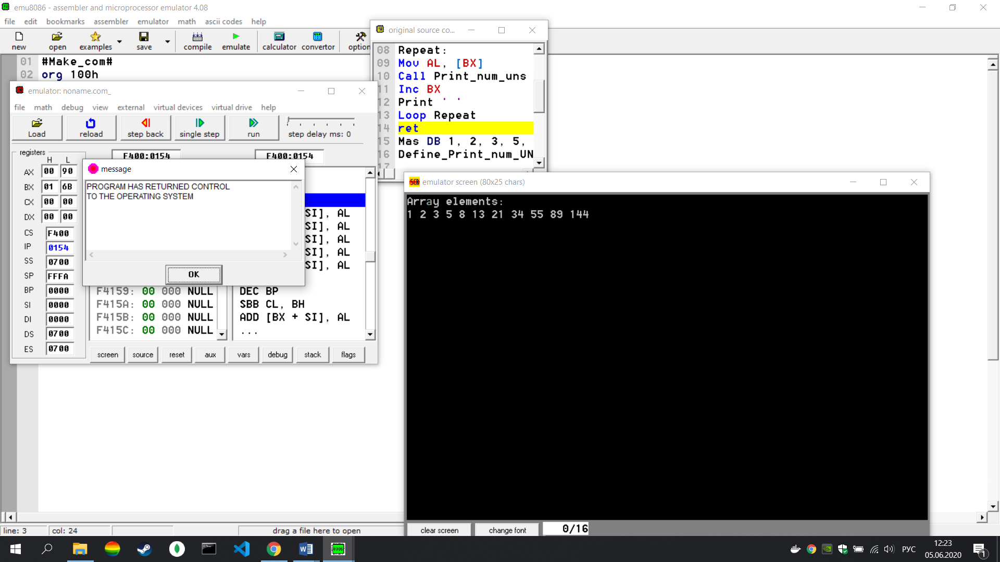 emu8086 - assembler and microprocessor emulator 4.08
file edit bookmarks assembler emulator math ascii codes help
new open examples save compile emulate calculator convertor option
01 #Make_com#
02 org 100h
original source co...
08 Repeat:
09 Mov AL, [BX]
10 Call Print_num_uns
11 Inc BX
12 Print ' '
13 Loop Repeat
14 ret
15 Mas DB 1, 2, 3, 5,
16 Define_Print_num_UN
17
emulator: noname.com_
file math debug view external virtual devices virtual drive help
Load reload step back single step run step delay ms: 0
registers
H L
F400:0154 F400:0154
AX 00 90
BX 01 6B
CX 00 00
DX 00 00
CS F400
IP 0154
SS 0700
SP FFFA
BP 0000
SI 0000
DI 0000
DS 0700
ES 0700
message
PROGRAM HAS RETURNED CONTROL
TO THE OPERATING SYSTEM
OK
SI], AL
SI], AL
SI], AL
SI], AL
SI], AL
F4159: 00 000 NULL DEC BP
F415A: 00 000 NULL SBB CL, BH
F415B: 00 000 NULL ADD [BX + SI], AL
F415C: 00 000 NULL ...
screen source reset aux vars debug stack flags
emulator screen (80x25 chars)
SCR
Array elements:
1 2 3 5 8 13 21 34 55 89 144
clear screen change font 0/16
line: 3 col: 24 drag a file here to open
8086
РУС
12:23
05.06.2020
1